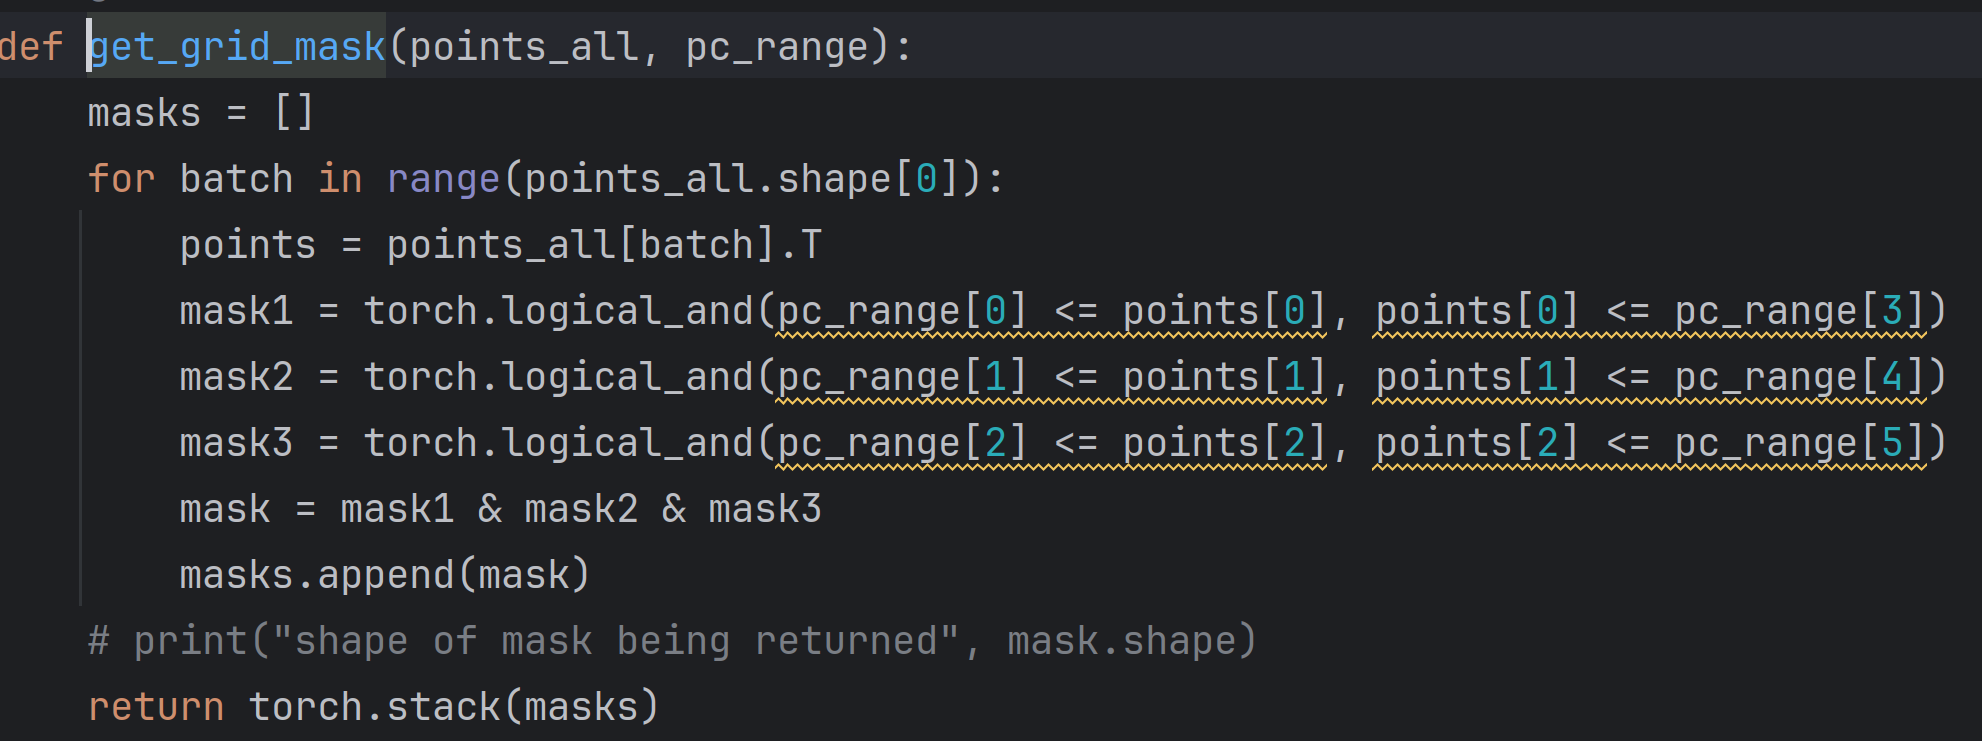 def get_grid_mask(points_all, pc_range):
    masks = []
    for batch in range(points_all.shape[0]):
        points = points_all[batch].T
        mask1 = torch.logical_and(pc_range[0] <= points[0], points[0] <= pc_range[3])
        mask2 = torch.logical_and(pc_range[1] <= points[1], points[1] <= pc_range[4])
        mask3 = torch.logical_and(pc_range[2] <= points[2], points[2] <= pc_range[5])
        mask = mask1 & mask2 & mask3
        masks.append(mask)
    # print("shape of mask being returned", mask.shape)
    return torch.stack(masks)